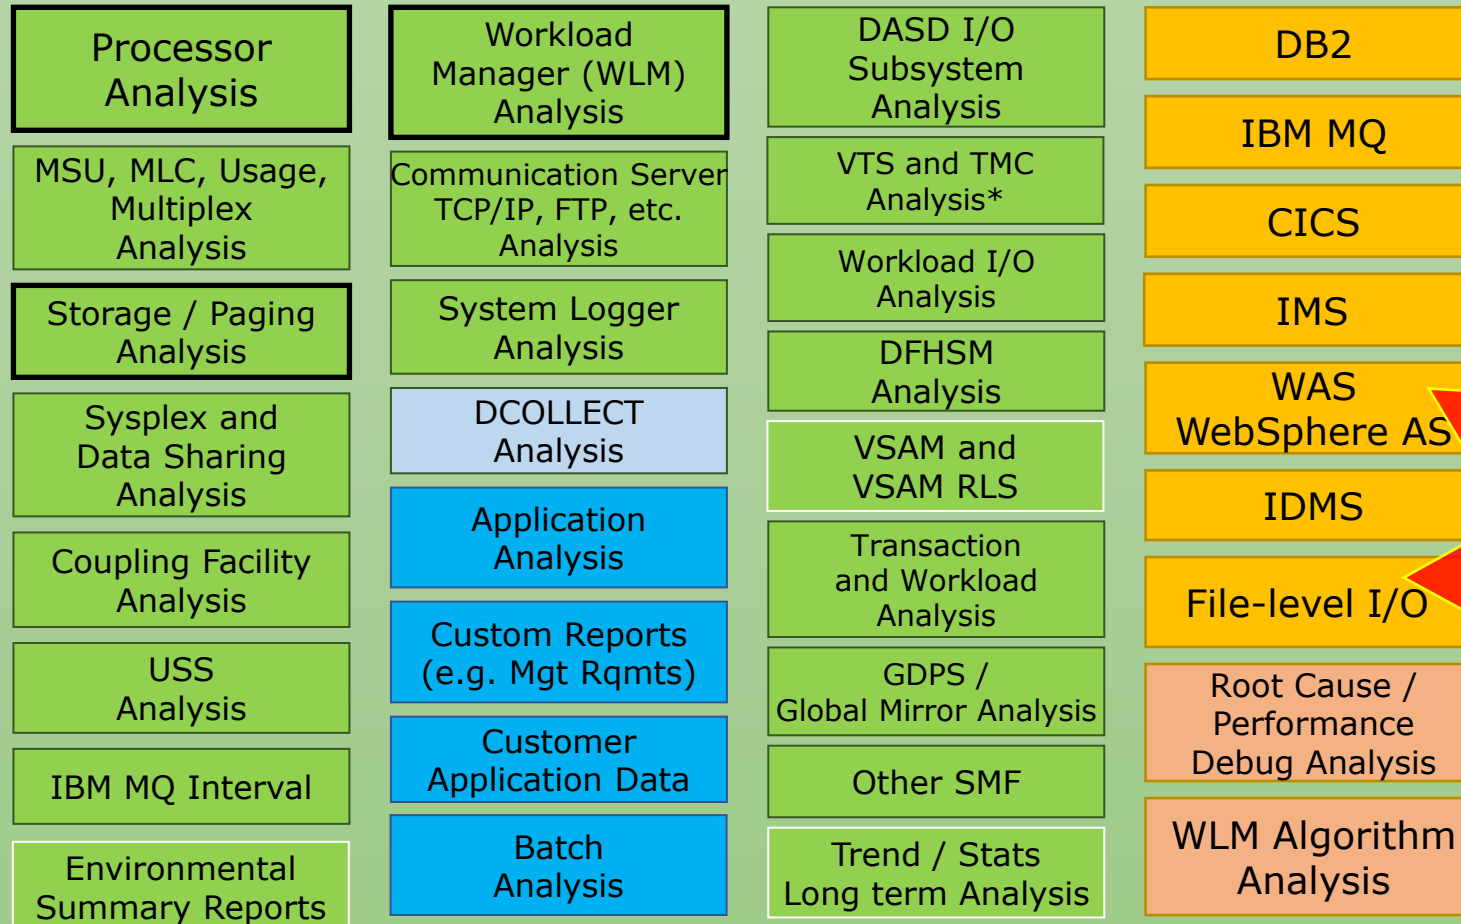 Processor
Analysis
MSU, MLC, Usage,
Multiplex
Analysis
Storage / Paging
Analysis
Sysplex and
Data Sharing
Analysis
Coupling Facility
Analysis
USS
Analysis
IBM MQ Interval
Environmental
Summary Reports
Workload
Manager (WLM)
Analysis
Communication Server
TCP/IP, FTP, etc.
Analysis
System Logger
Analysis
DCOLLECT
Analysis
Application
Analysis
Custom Reports
(e.g. Mgt Rqmts)
Customer
Application Data
Batch
Analysis
DASD I/O
Subsystem
Analysis
VTS and TMC
Analysis*
Workload I/O
Analysis
DFHSM
Analysis
VSAM and
VSAM RLS
Transaction
and Workload
Analysis
GDPS /
Global Mirror Analysis
Other SMF
Trend / Stats
Long term Analysis
DB2
IBM MQ
CICS
IMS
WAS
WebSphere AS
IDMS
File-level I/O
Root Cause /
Performance
Debug Analysis
WLM Algorithm
Analysis